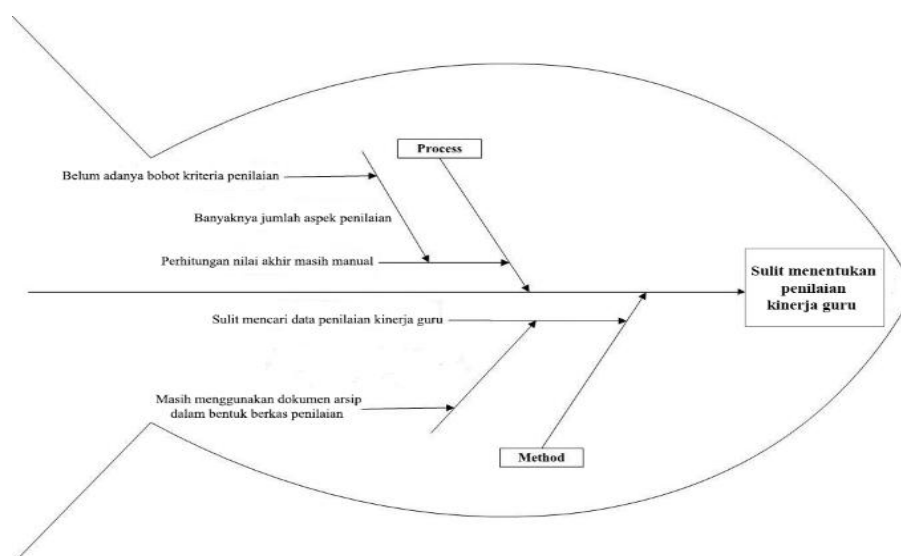 Process
Belum adanya bobot kriteria penilaian
Banyaknya jumlah aspek penilaian
Perhitungan nilai akhir masih manual
Sulit menentukan
penilaian
kinerja guru
Sulit mencari data penilaian kinerja guru
Masih menggunakan dokumen arsip
dalam bentuk berkas penilaian
Method